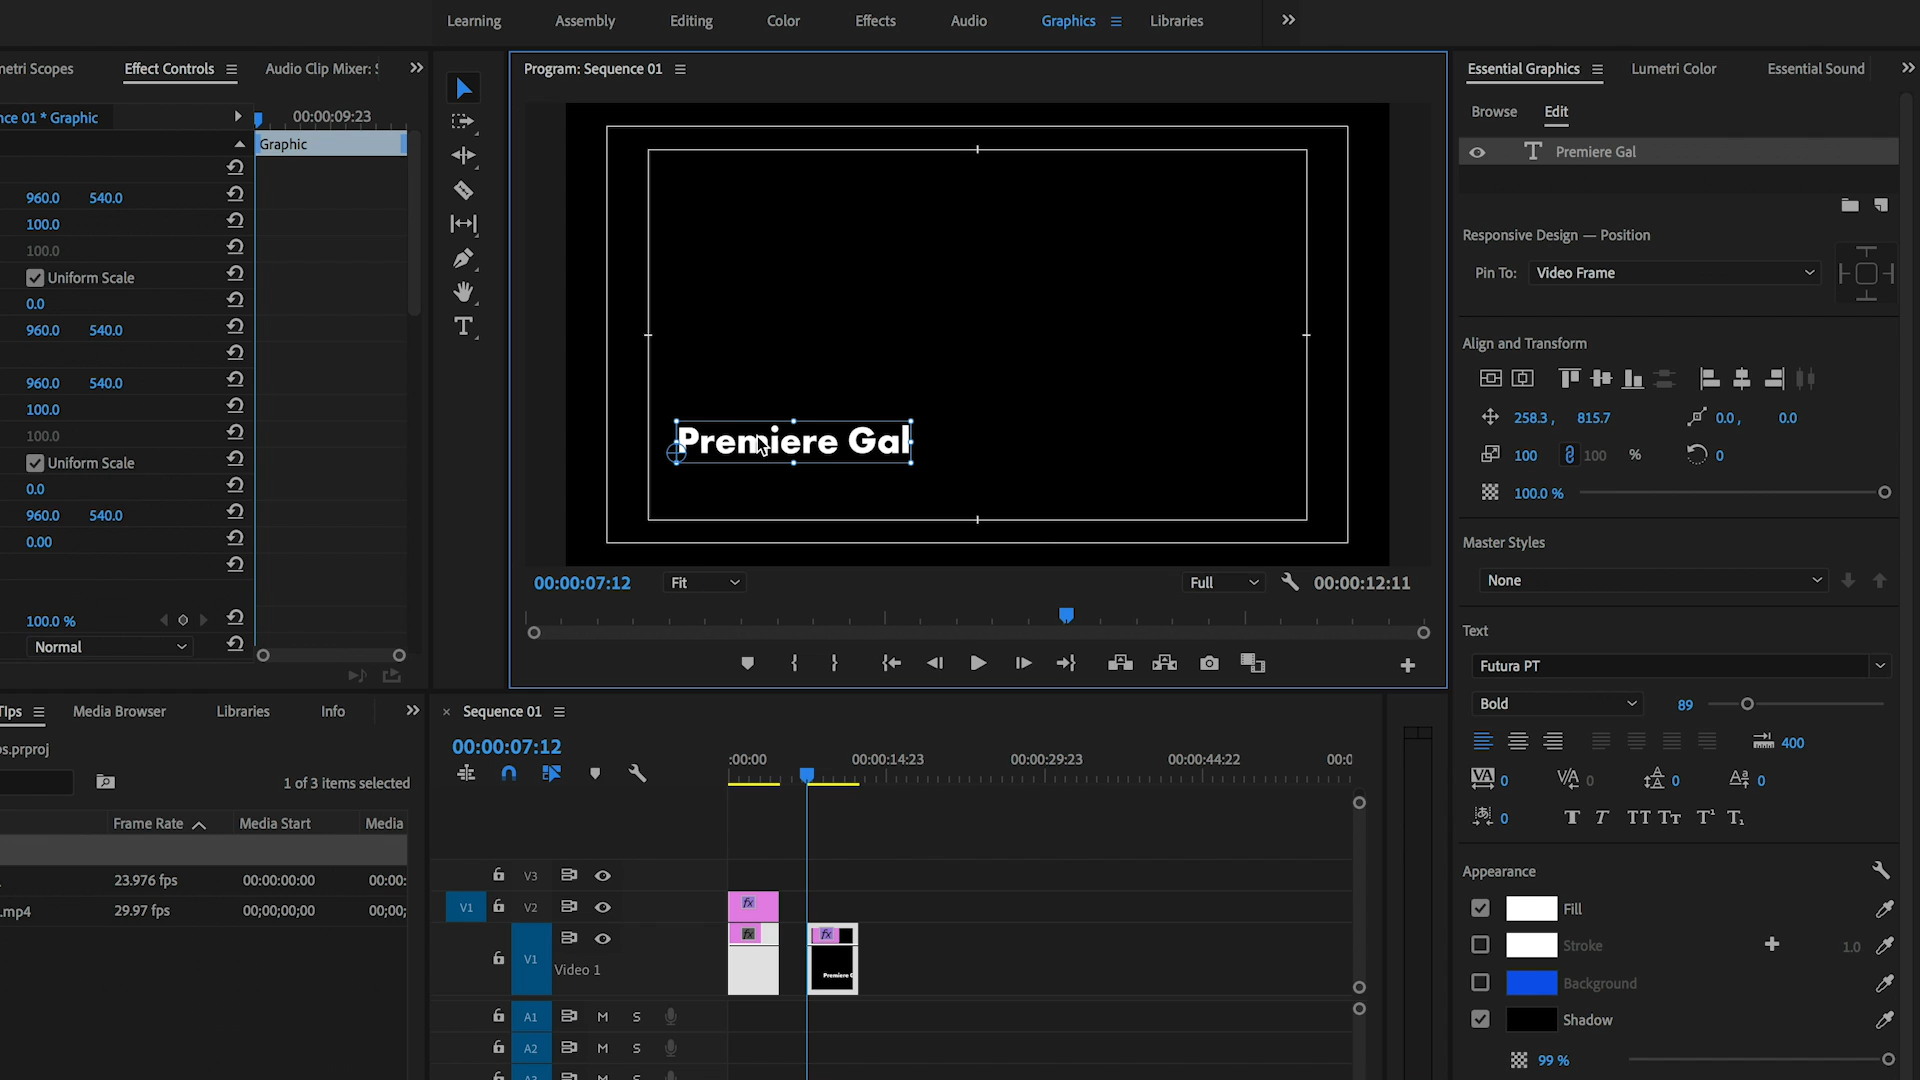 Learning
Assembly
Editing
Color
Effects
Audio
Graphics
Libraries
metri Scopes
Effect Controls
Audio Clip Mixer: S
Program: Sequence 01
Essential Graphics
Lumetri Color
Essential Sound
nce 01 * Graphic
00:00:09:23
Graphic
960.0 540.0
100.0
100.0
Uniform Scale
0.0
960.0 540.0
960.0 540.0
100.0
100.0
Uniform Scale
0.0
960.0 540.0
0.00
100.0 %
Normal
Premiere Gal
00:00:07:12
Fit
Full
00:00:12:11
Browse
Edit
Premiere Gal
Responsive Design — Position
Pin To: Video Frame
Align and Transform
258.3 , 815.7
0.0 , 0.0
100 100 %
0
100.0 %
Master Styles
None
Text
Futura PT
Bold
89
400
0 0 0 0
0
Appearance
Fill
Stroke 1.0
Background
Shadow
99 %
Tips
Media Browser
Libraries
Info
os.prproj
1 of 3 items selected
Frame Rate
Media Start
Media
23.976 fps 00:00:00:00 00:00:
.mp4 29.97 fps 00;00;00;00 00;00;
× Sequence 01
00:00:07:12
:00:00
00:00:14:23
00:00:29:23
00:00:44:22
00:0
V3
V1 V2
fx
V1
Video 1
fx
fx
Premiere G
A1 M S
A2 M S
A3